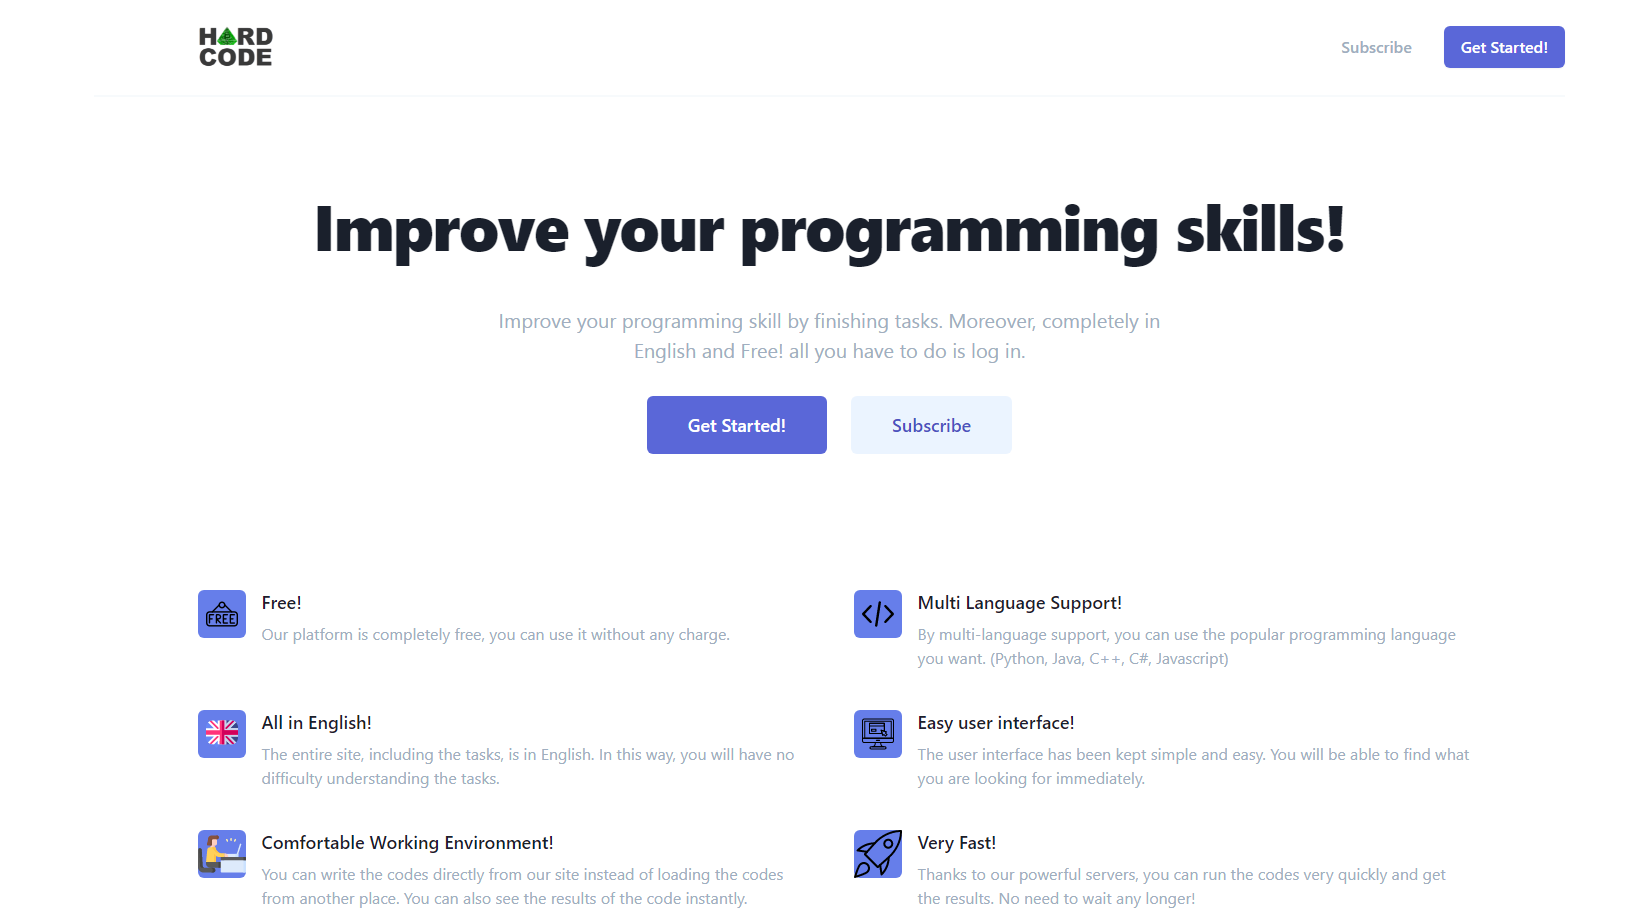 HARD
CODE
Subscribe
Get Started!
Improve your programming skills!
Improve your programming skill by finishing tasks. Moreover, completely in
English and Free! all you have to do is log in.
Get Started!
Subscribe
FREE
Free!
Our platform is completely free, you can use it without any charge.
</> Multi Language Support!
By multi-language support, you can use the popular programming language
you want. (Python, Java, C++, C#, Javascript)
All in English!
The entire site, including the tasks, is in English. In this way, you will have no
difficulty understanding the tasks.
Easy user interface!
The user interface has been kept simple and easy. You will be able to find what
you are looking for immediately.
Comfortable Working Environment!
You can write the codes directly from our site instead of loading the codes
from another place. You can also see the results of the code instantly.
Very Fast!
Thanks to our powerful servers, you can run the codes very quickly and get
the results. No need to wait any longer!